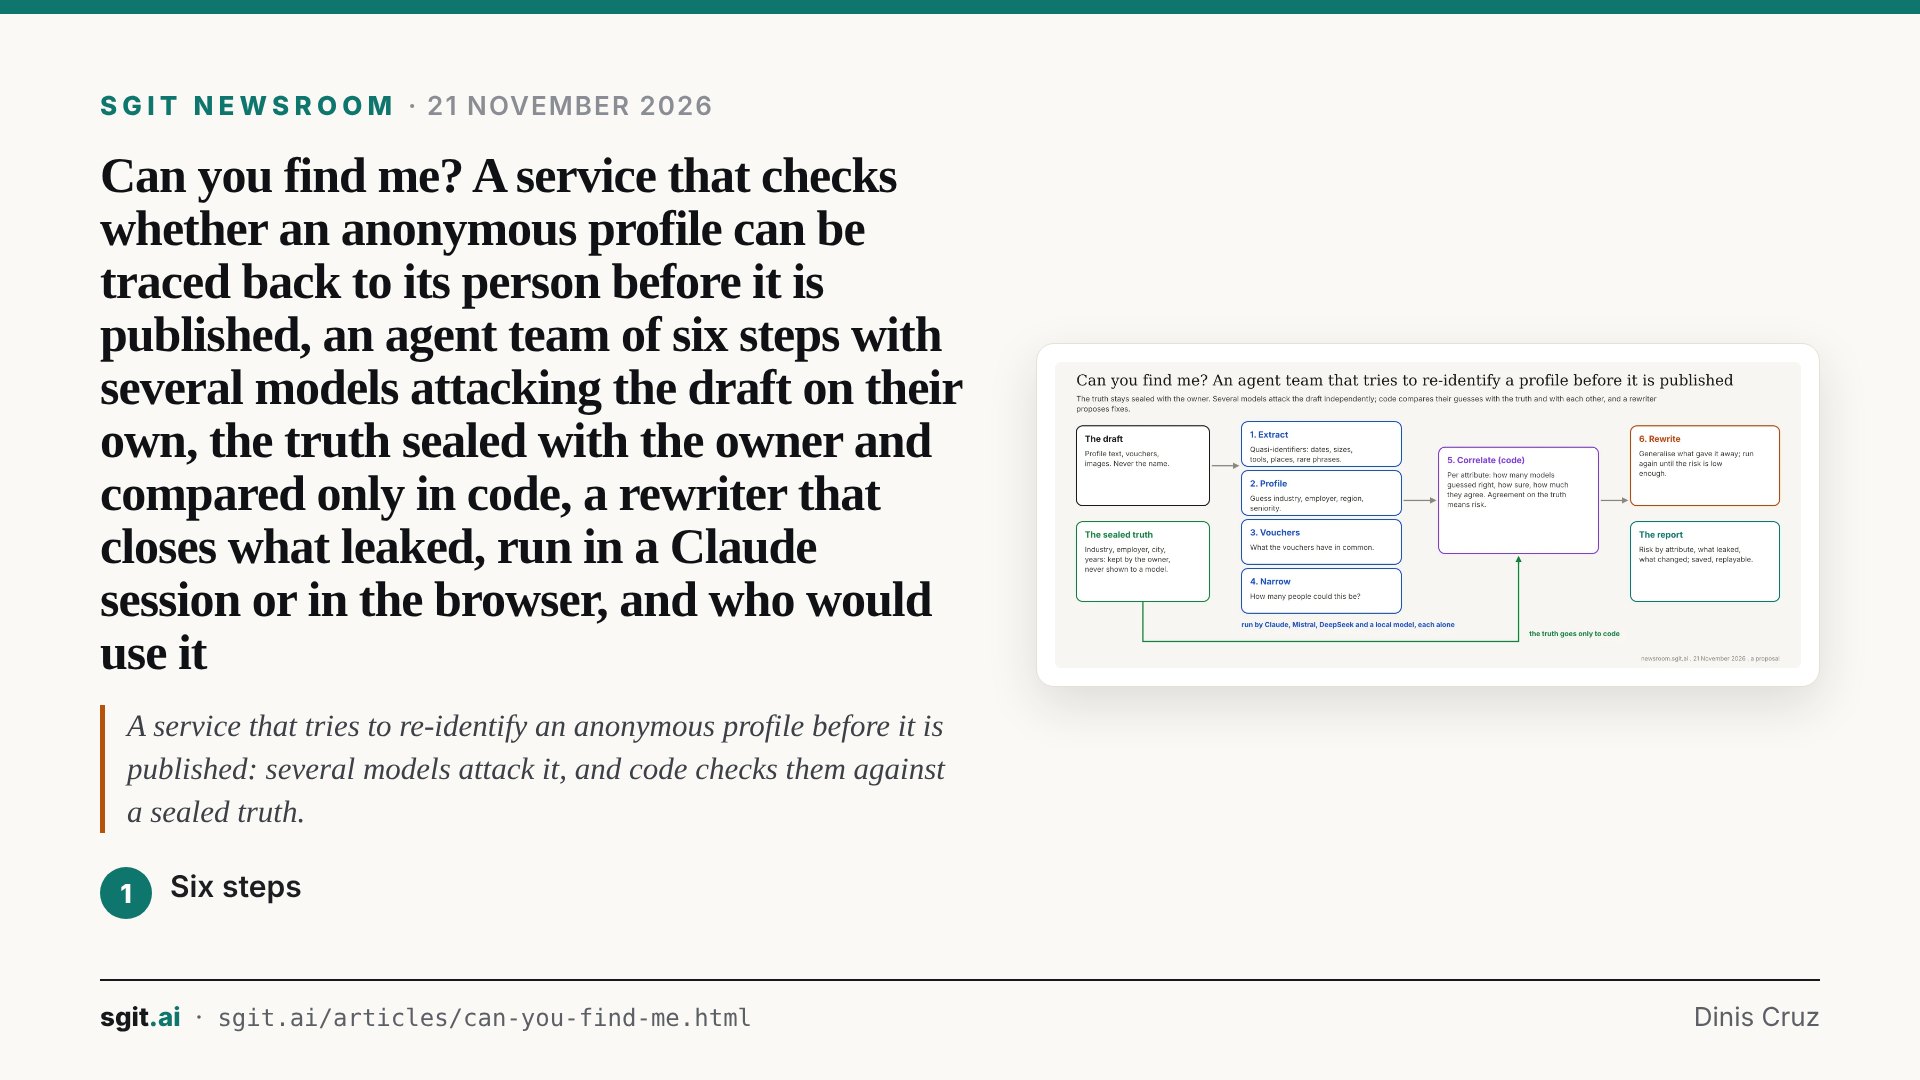 SGIT NEWSROOM · 21 NOVEMBER 2026
Can you find me? A service that checks
whether an anonymous profile can be
traced back to its person before it is
published, an agent team of six steps with
several models attacking the draft on their
own, the truth sealed with the owner and
compared only in code, a rewriter that
closes what leaked, run in a Claude
session or in the browser, and who would
use it
A service that tries to re-identify an anonymous profile before it is
published: several models attack it, and code checks them against
a sealed truth.
1 Six steps
Can you find me? An agent team that tries to re-identify a profile before it is published
The truth stays sealed with the owner. Several models attack the draft independently; code compares their guesses with the truth and with each other, and a rewriter
proposes fixes.
The draft
Profile text, vouchers,
images. Never the name.
The sealed truth
Industry, employer, city,
years: kept by the owner,
never shown to a model.
1. Extract
Quasi-identifiers: dates, sizes,
tools, places, rare phrases.
2. Profile
Guess industry, employer, region,
seniority.
3. Vouchers
What the vouchers have in common.
4. Narrow
How many people could this be?
run by Claude, Mistral, DeepSeek and a local model, each alone
5. Correlate (code)
Per attribute: how many models
guessed right, how sure, how much
they agree. Agreement on the truth
means risk.
the truth goes only to code
6. Rewrite
Generalise what gave it away; run
again until the risk is low
enough.
The report
Risk by attribute, what leaked,
what changed; saved, replayable.
newsroom.sgit.ai . 21 November 2026 . a proposal
sgit.ai · sgit.ai/articles/can-you-find-me.html
Dinis Cruz